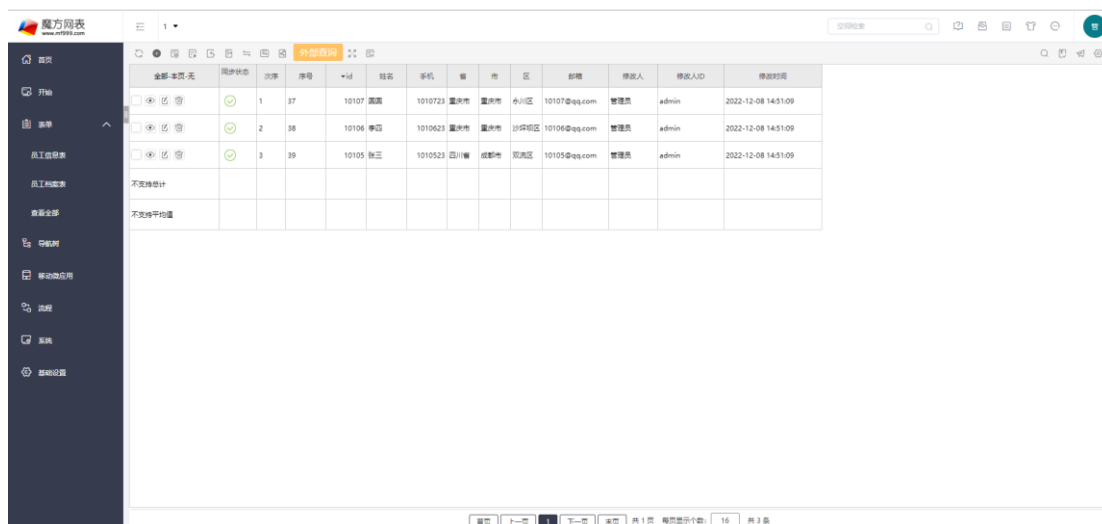 魔方网表
www.mf999.com
1
空间检索
管
首页
开始
表单
员工信息表
员工档案表
查看全部
导航树
移动微应用
流程
系统
基础设置
外部查询
全部-本页-无 同步状态 次序 序号 id 姓名 手机 省 市 区 邮箱 修改人 修改人ID 修改时间
1 37 10107 圆圆 1010723 重庆市 重庆市 永川区 10107@qq.com 管理员 admin 2022-12-08 14:51:09
2 38 10106 李四 1010623 重庆市 重庆市 沙坪坝区 10106@qq.com 管理员 admin 2022-12-08 14:51:09
3 39 10105 张三 1010523 四川省 成都市 双流区 10105@qq.com 管理员 admin 2022-12-08 14:51:09
不支持总计
不支持平均值
首页 上一页 1 下一页 末页 共 1 页 每页显示个数: 16 共 3 条